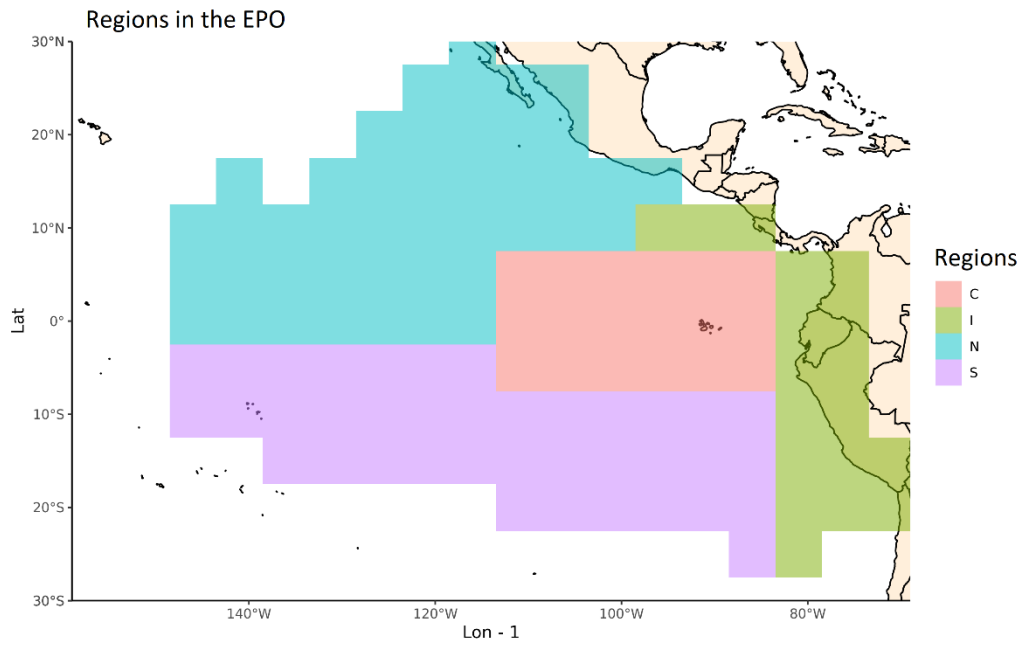 Regions in the EPO
30°N
20°N
10°N
0°
10°S
20°S
30°S
Lat
140°W
120°W
100°W
80°W
Lon - 1
Regions
C
I
N
S